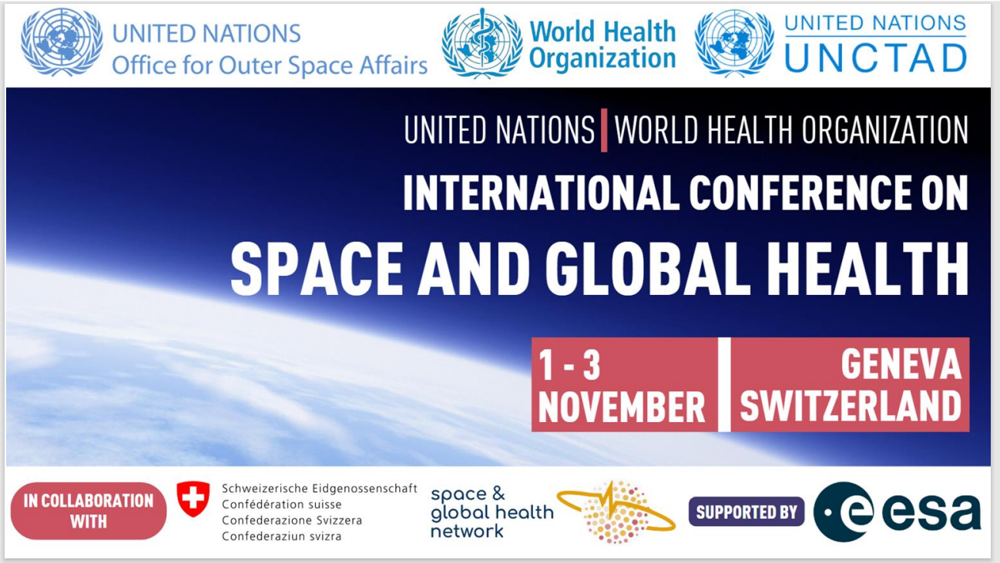 UNITED NATIONS
Office for Outer Space Affairs
World Health
Organization
UNITED NATIONS
UNCTAD
UNITED NATIONS | WORLD HEALTH ORGANIZATION
INTERNATIONAL CONFERENCE ON
SPACE AND GLOBAL HEALTH
1 - 3
NOVEMBER
GENEVA
SWITZERLAND
IN COLLABORATION
WITH
Schweizerische Eidgenossenschaft
Confédération suisse
Confederazione Svizzera
Confederaziun svizra
space &
global health
network
SUPPORTED BY
esa